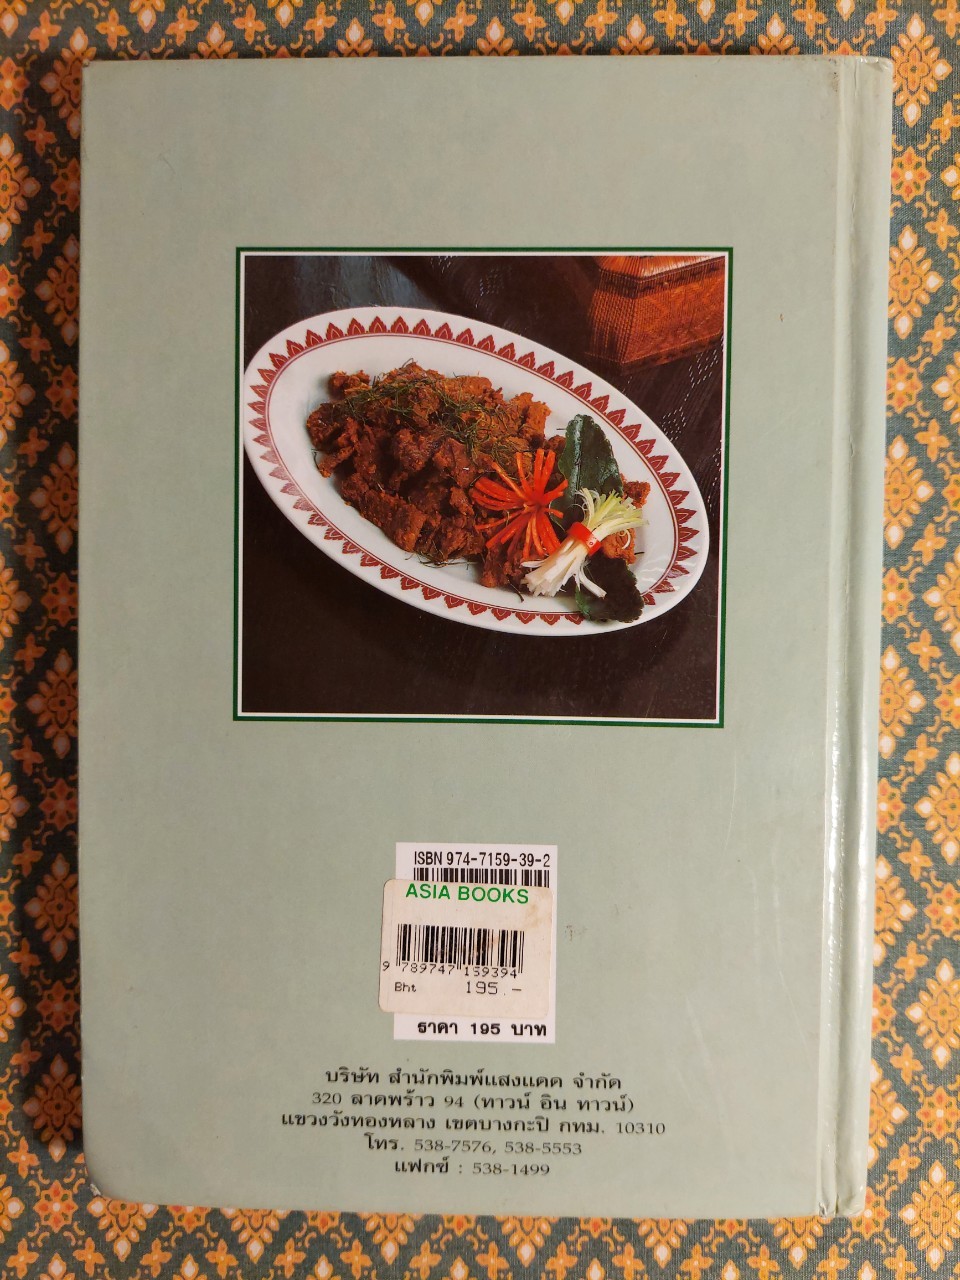 ISBN 974-7159-39-2
ASIA BOOKS
9 789747 159394
Bht 195.-
ราคา 195 บาท
บริษัท สำนักพิมพ์แสงแดด จำกัด
320 ลาดพร้าว 94 (ทาวน์ อิน ทาวน์)
แขวงวังทองหลาง เขตบางกะปิ กทม. 10310
โทร. 538-7576, 538-5553
แฟกซ์ : 538-1499